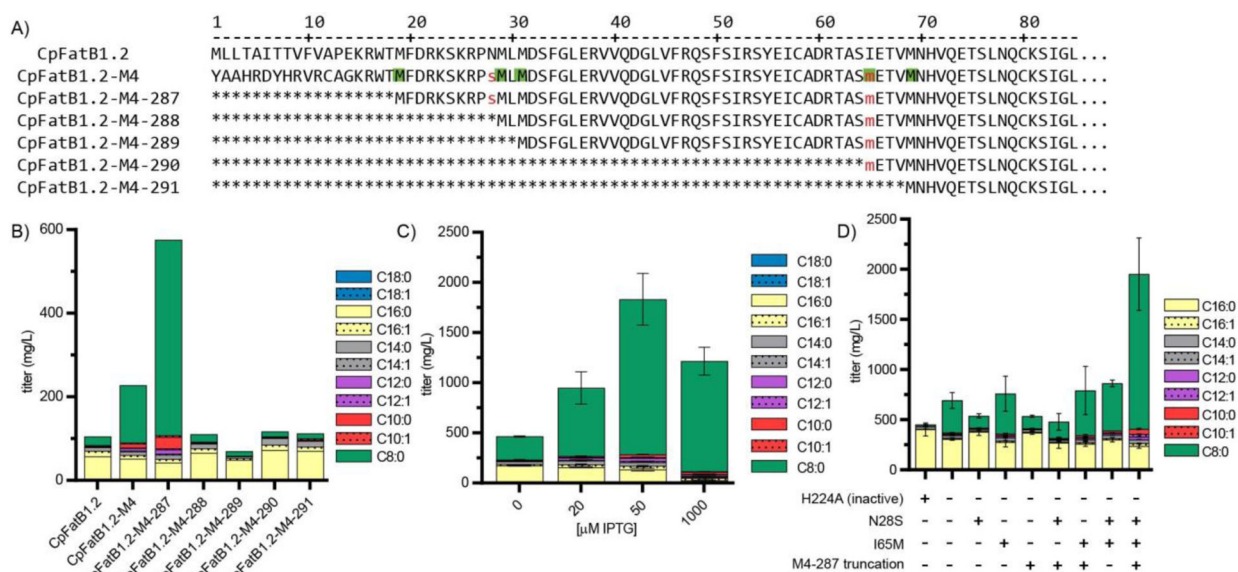 A)
1 10 20 30 40 50 60 70 80
CpFatB1.2 MLLTAITTVFVAPEKRWTMFDRKSKRPNMLMDSFGLERVVQDGLVFRQSFSIRSYEICADRTASIETVMNHVQETSLNQCKSIGL...
CpFatB1.2-M4 YAAHRDYHRVRCAGKRWTMFDRKSKRPsMLMDSFGLERVVQDGLVFRQSFSIRSYEICADRTASmETVMNHVQETSLNQCKSIGL...
CpFatB1.2-M4-287 ******************MFDRKSKRPsMLMDSFGLERVVQDGLVFRQSFSIRSYEICADRTASmETVMNHVQETSLNQCKSIGL...
CpFatB1.2-M4-288 ****************************MLMDSFGLERVVQDGLVFRQSFSIRSYEICADRTASmETVMNHVQETSLNQCKSIGL...
CpFatB1.2-M4-289 ******************************MDSFGLERVVQDGLVFRQSFSIRSYEICADRTASmETVMNHVQETSLNQCKSIGL...
CpFatB1.2-M4-290 ****************************************************************mETVMNHVQETSLNQCKSIGL...
CpFatB1.2-M4-291 ********************************************************************MNHVQETSLNQCKSIGL...
B)
titer (mg/L)
600
400
200
0
CpFatB1.2
CpFatB1.2-M4
CpFatB1.2-M4-287
CpFatB1.2-M4-288
CpFatB1.2-M4-289
CpFatB1.2-M4-290
CpFatB1.2-M4-291
C18:0
C18:1
C16:0
C16:1
C14:0
C14:1
C12:0
C12:1
C10:0
C10:1
C8:0
C)
titer (mg/L)
2500
2000
1500
1000
500
0
0 20 50 1000
[µM IPTG]
C18:0
C18:1
C16:0
C16:1
C14:0
C14:1
C12:0
C12:1
C10:0
C10:1
C8:0
D)
titer (mg/L)
2500
2000
1500
1000
500
0
C16:0
C16:1
C14:0
C14:1
C12:0
C12:1
C10:0
C10:1
C8:0
H224A (inactive) + - - - - - - - -
N28S - - + - - + - + +
I65M - - - + - - + + +
M4-287 truncation - - - - + + + - +